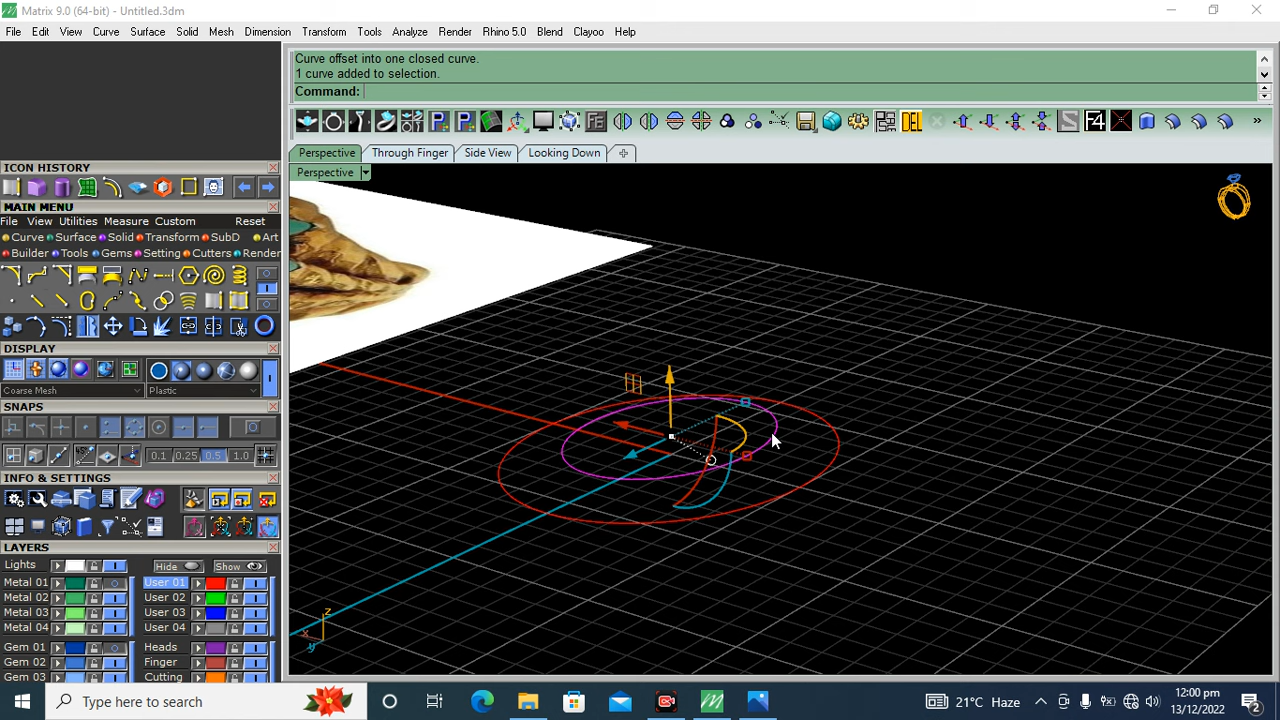 Matrix 9.0 (64-bit) - Untitled.3dm
File Edit View Curve Surface Solid Mesh Dimension Transform Tools Analyze Render Rhino 5.0 Blend Clayoo Help
Curve offset into one closed curve.
1 curve added to selection.
Command:
FE DEL F4
Perspective Through Finger Side View Looking Down
Perspective
ICON HISTORY
MAIN MENU
File View Utilities Measure Custom Reset
Curve Surface Solid Transform SubD Art
Builder Tools Gems Setting Cutters Render
DISPLAY
Coarse Mesh Plastic
SNAPS
0.1 0.25 0.5 1.0
INFO & SETTINGS
LAYERS
Lights Hide Show
Metal 01 User 01
Metal 02 User 02
Metal 03 User 03
Metal 04 User 04
Gem 01 Heads
Gem 02 Finger
Gem 03 Cutting
z
x
y
Type here to search
21°C Haze
12:00 pm
13/12/2022
2